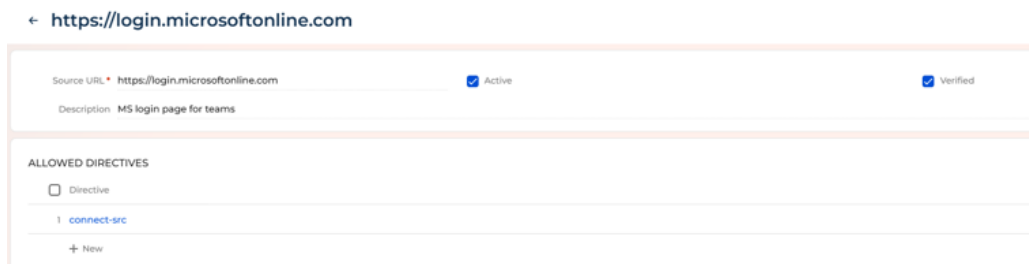 ← https://login.microsoftonline.com
Source URL * https://login.microsoftonline.com Active Verified
Description MS login page for teams
ALLOWED DIRECTIVES
Directive
1 connect-src
+ New